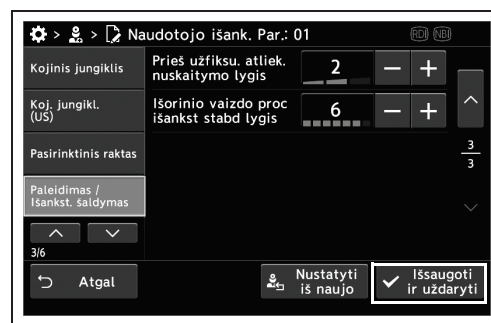 > > Naudotojo išank. Par.: 01 RDI NBI
Kojinis jungiklis
Koj. jungikl.
(US)
Pasirinktinis raktas
Paleidimas /
Išankst. šaldymas
3/6
Prieš užfiksu. atliek.
nuskaitymo lygis
2
− +
Išorinio vaizdo proc
išankst stabd lygis
6
− +
3
3
Atgal
Nustatyti
iš naujo
Išsaugoti
ir uždaryti